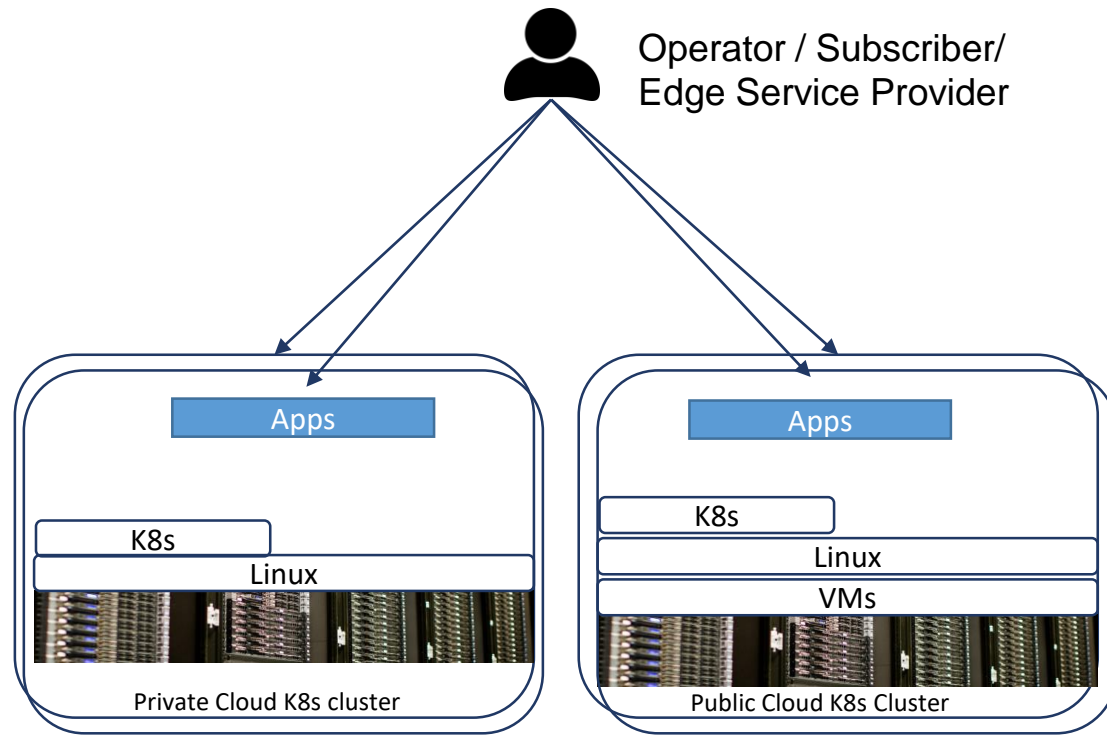 Operator / Subscriber/
Edge Service Provider
Apps
K8s
Linux
Private Cloud K8s cluster
Apps
K8s
Linux
VMs
Public Cloud K8s Cluster